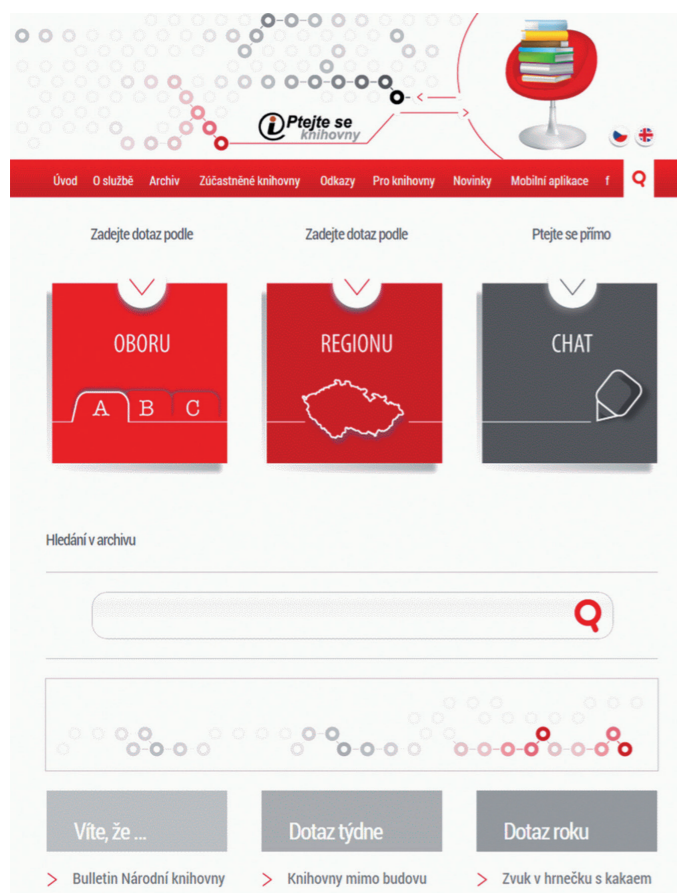 Ptejte se
knihovny
Úvod O službě Archiv Zúčastněné knihovny Odkazy Pro knihovny Novinky Mobilní aplikace f
Zadejte dotaz podle
Zadejte dotaz podle
Ptejte se přímo
OBORU
REGIONU
CHAT
A B C
Hledání v archivu
Víte, že ...
Dotaz týdne
Dotaz roku
Bulletin Národní knihovny
Knihovny mimo budovu
Zvuk v hrnečku s kakaem